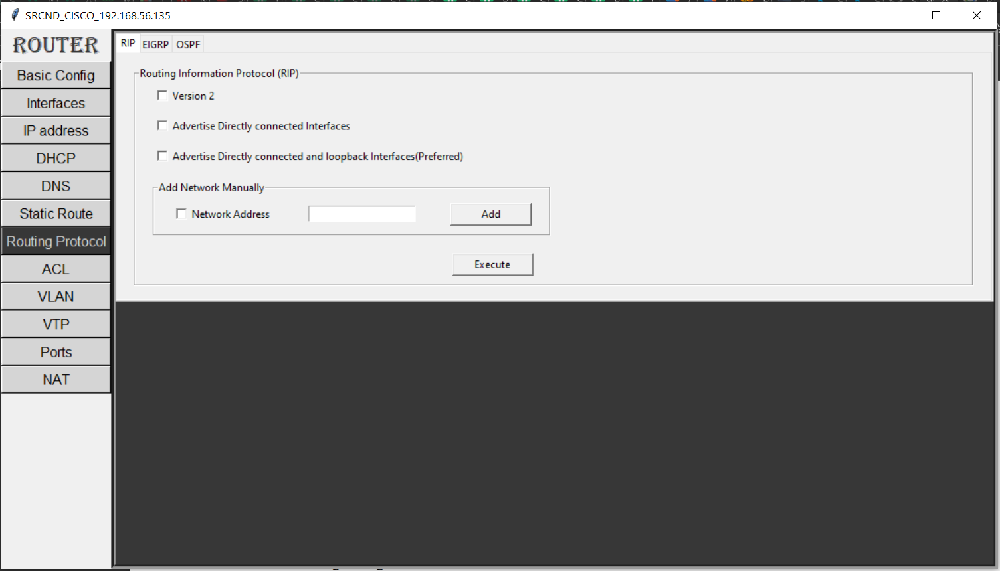 SRCND_CISCO_192.168.56.135
ROUTER
Basic Config
Interfaces
IP address
DHCP
DNS
Static Route
Routing Protocol
ACL
VLAN
VTP
Ports
NAT
RIP EIGRP OSPF
Routing Information Protocol (RIP)
Version 2
Advertise Directly connected Interfaces
Advertise Directly connected and loopback Interfaces(Preferred)
Add Network Manually
Network Address Add
Execute